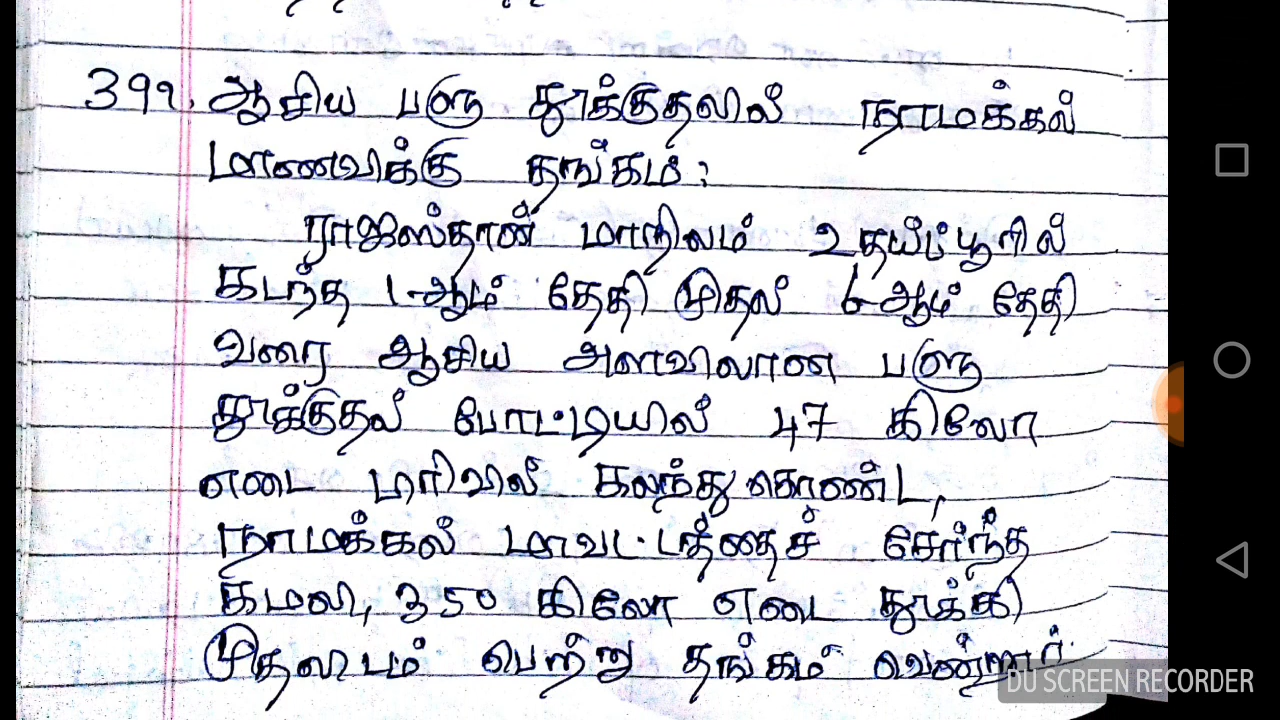 392. ஆசிய பளு தூக்குதலில் நாமக்கல்
மாணவிக்கு தங்கம்:
ராஜஸ்தான் மாநிலம் உதய்ப்பூரில்
கடந்த 1-ஆம் தேதி முதல் 6-ஆம் தேதி
வரை ஆசிய அளவிலான பளு
தூக்குதல் போட்டியில் 47 கிலோ
எடை பிரிவில் கலந்து கொண்ட,
நாமக்கல் மாவட்டத்தைச் சேர்ந்த
கமலி, 350 கிலோ எடை தூக்கி
முதலிடம் பெற்று தங்கம் வென்றார்.
DU SCREEN RECORDER